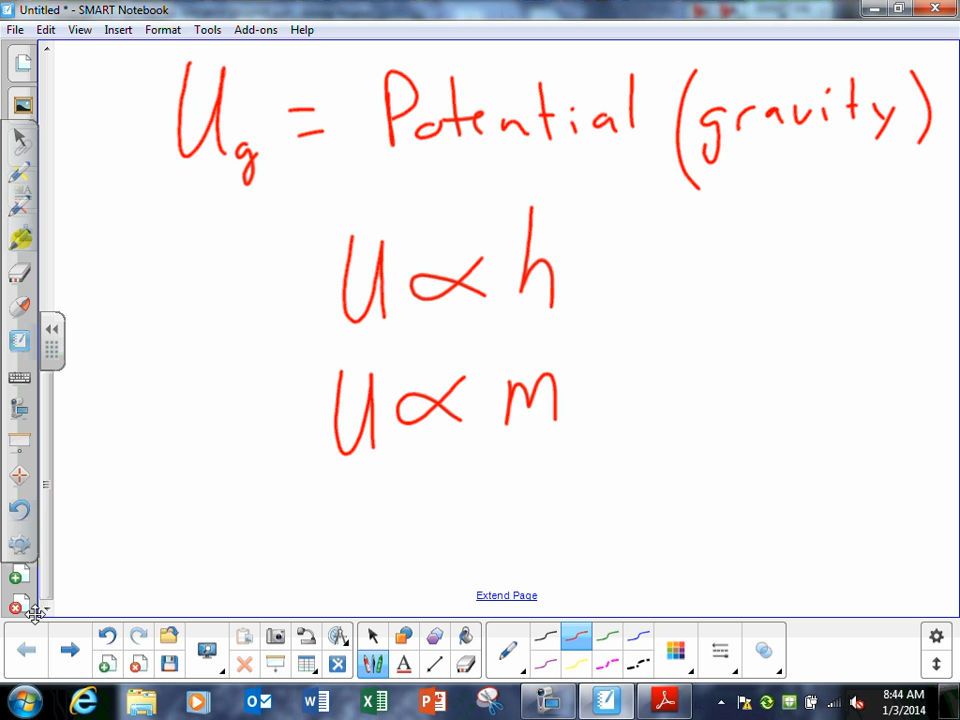 Untitled * - SMART Notebook
File Edit View Insert Format Tools Add-ons Help
U_g = Potential (gravity)
U ∝ h
U ∝ m
Extend Page
8:44 AM
1/3/2014